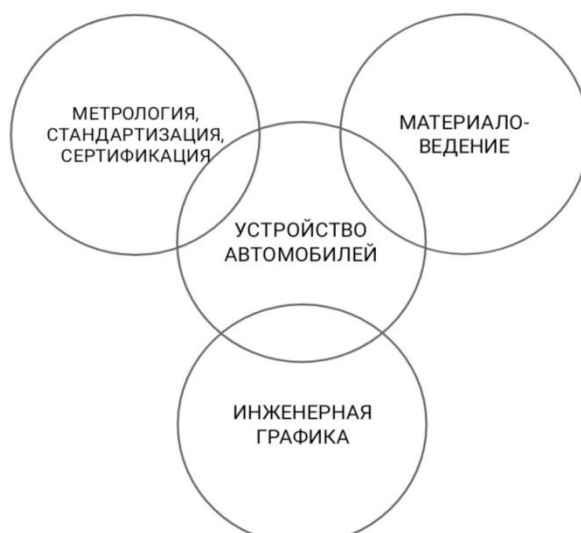 МЕТРОЛОГИЯ,
СТАНДАРТИЗАЦИЯ,
СЕРТИФИКАЦИЯ
МАТЕРИАЛО-
ВЕДЕНИЕ
УСТРОЙСТВО
АВТОМОБИЛЕЙ
ИНЖЕНЕРНАЯ
ГРАФИКА